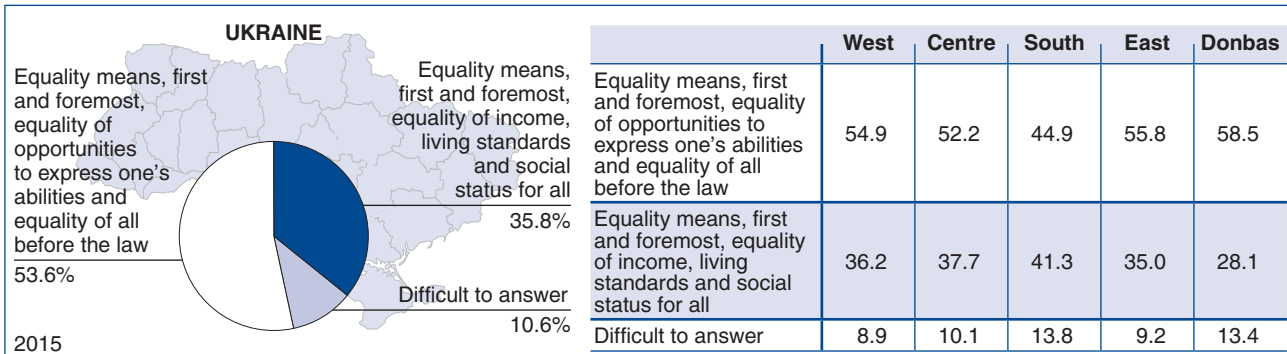 UKRAINE
Equality means, first
and foremost,
equality of
opportunities
to express one's
abilities and
equality of all
before the law
53.6%
Equality means,
first and foremost,
equality of income,
living standards
and social
status for all
35.8%
Difficult to answer
10.6%
2015
West Centre South East Donbas
Equality means, first
and foremost, equality
of opportunities to
express one's abilities
and equality of all
before the law
54.9 52.2 44.9 55.8 58.5
Equality means, first
and foremost, equality
of income, living
standards and social
status for all
36.2 37.7 41.3 35.0 28.1
Difficult to answer 8.9 10.1 13.8 9.2 13.4